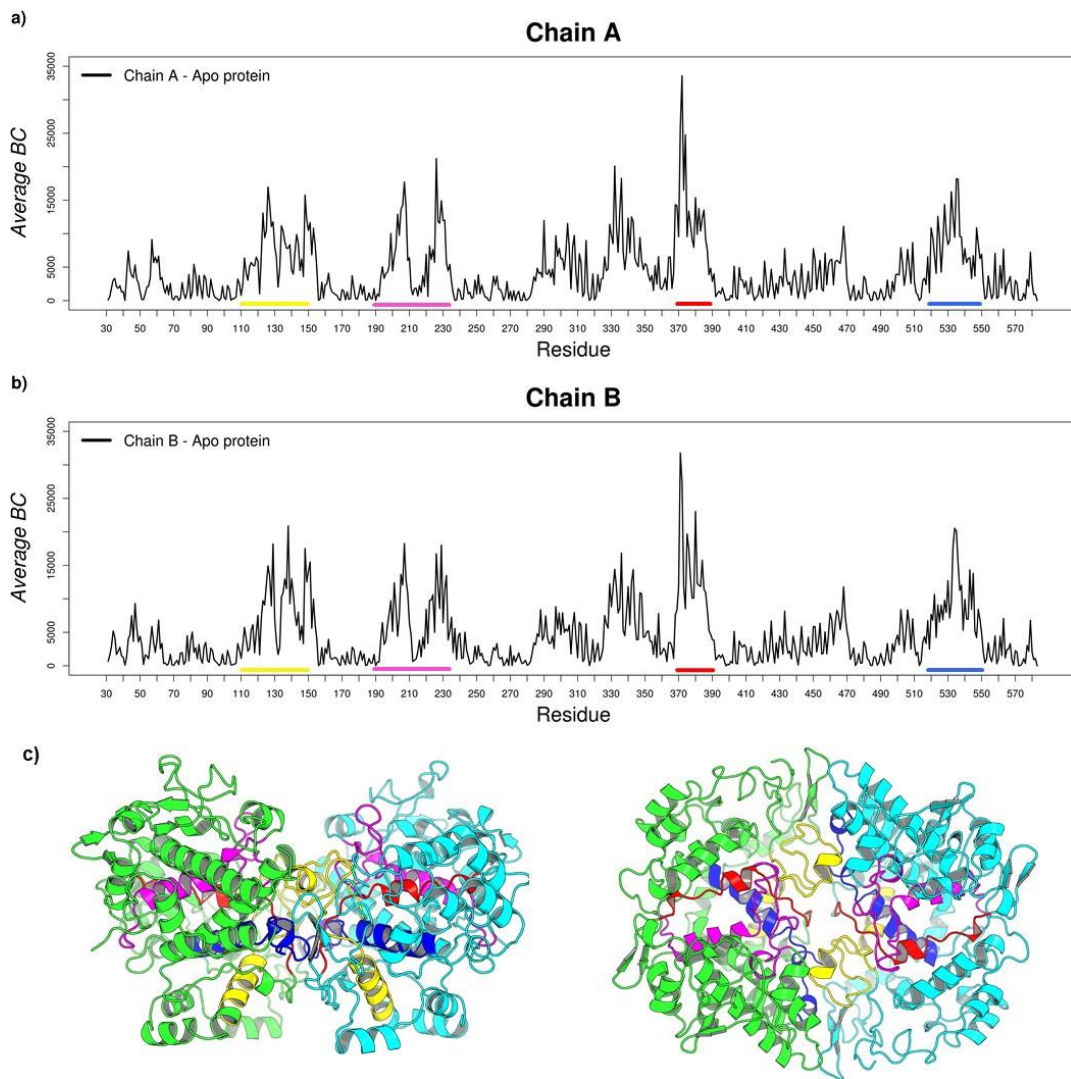 a)
Chain A
Chain A - Apo protein
Average BC
35000
25000
15000
5000
0
30 50 70 90 110 130 150 170 190 210 230 250 270 290 310 330 350 370 390 410 430 450 470 490 510 530 550 570
Residue
b)
Chain B
Chain B - Apo protein
Average BC
35000
25000
15000
5000
0
30 50 70 90 110 130 150 170 190 210 230 250 270 290 310 330 350 370 390 410 430 450 470 490 510 530 550 570
Residue
c)